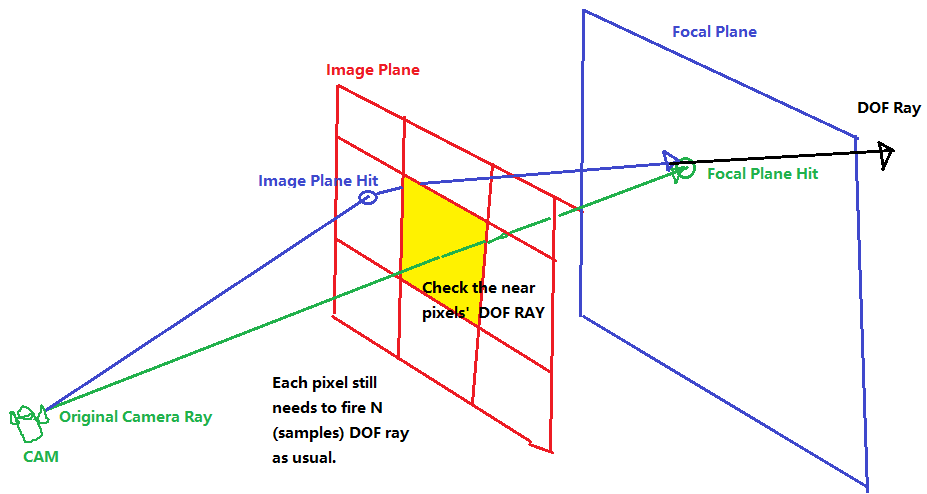 Focal Plane
Image Plane
DOF Ray
Image Plane Hit
Focal Plane Hit
Check the near
pixels' DOF RAY
Each pixel still
needs to fire N
(samples) DOF ray
as usual.
Original Camera Ray
CAM